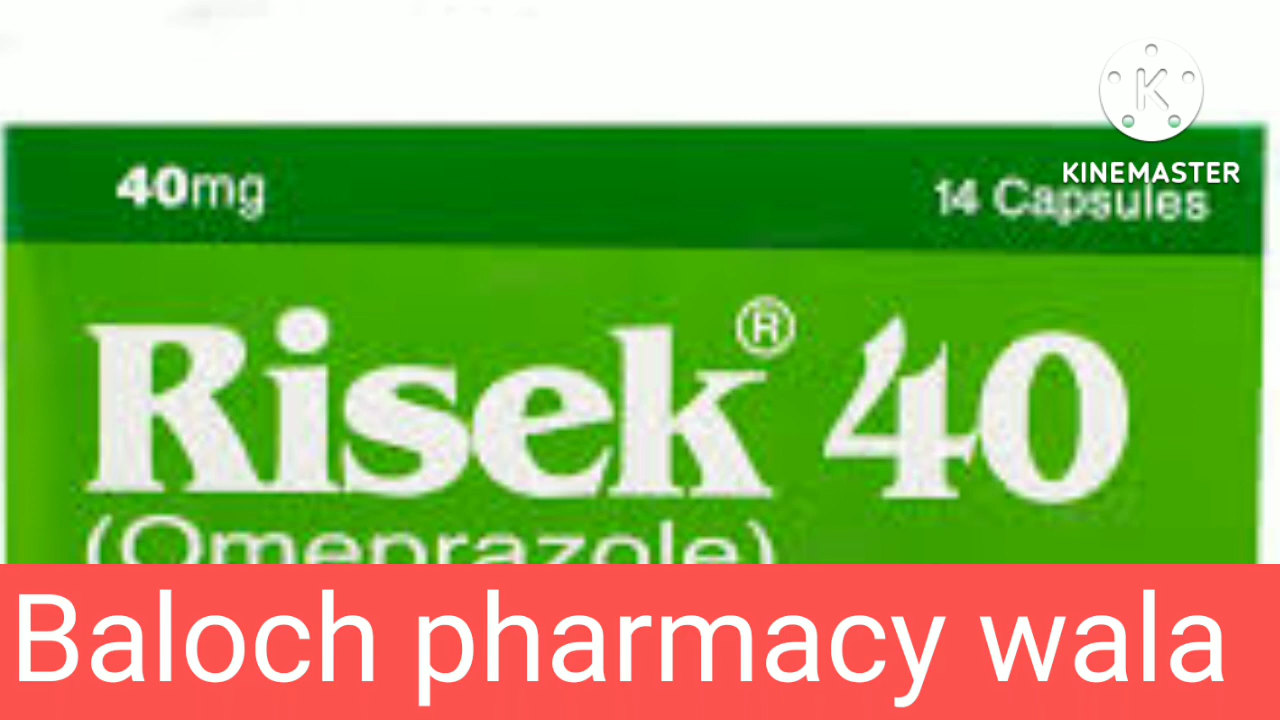 KINEMASTER
40mg 14 Capsules
Risek® 40
(Omeprazole)
Baloch pharmacy wala